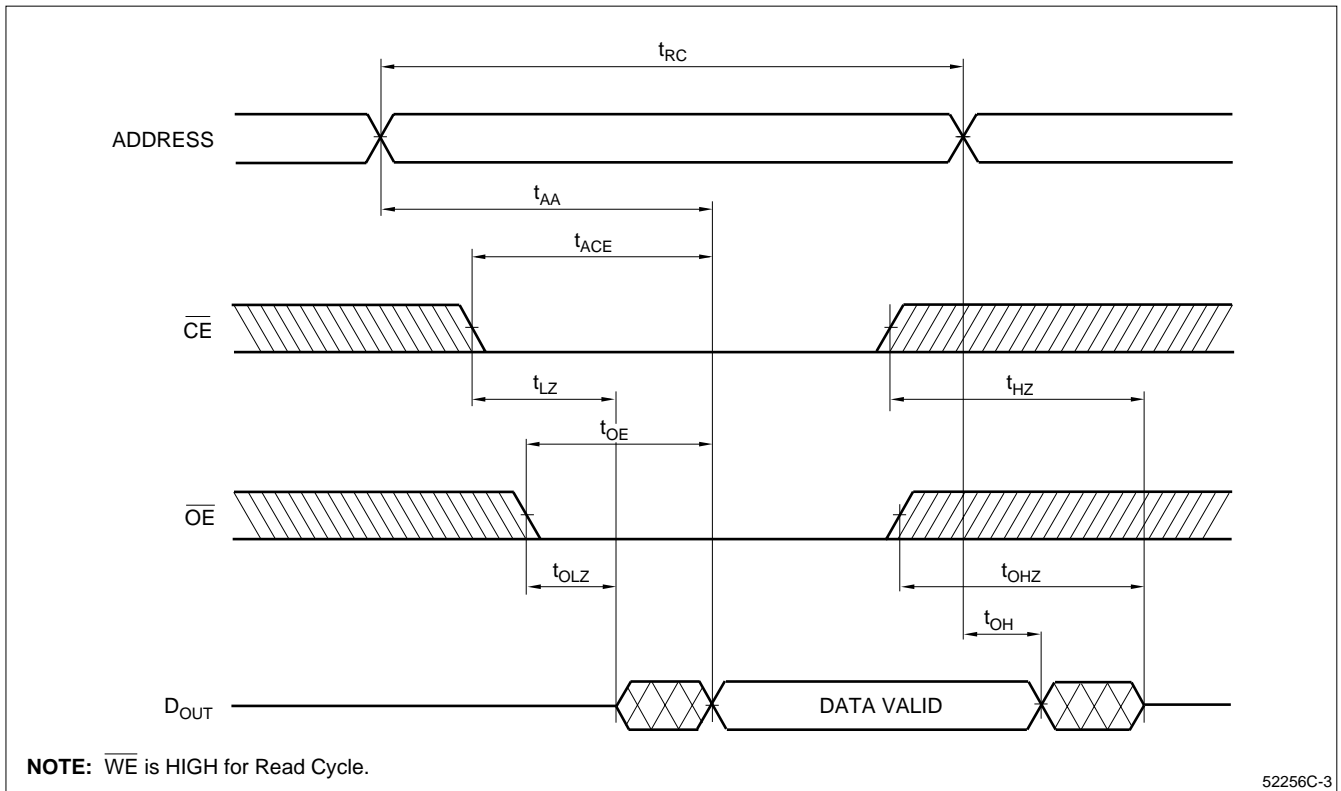 tRC
ADDRESS
tAA
tACE
CE
tLZ
tHZ
tOE
OE
tOLZ
tOHZ
tOH
DOUT
DATA VALID
NOTE: WE is HIGH for Read Cycle.
52256C-3